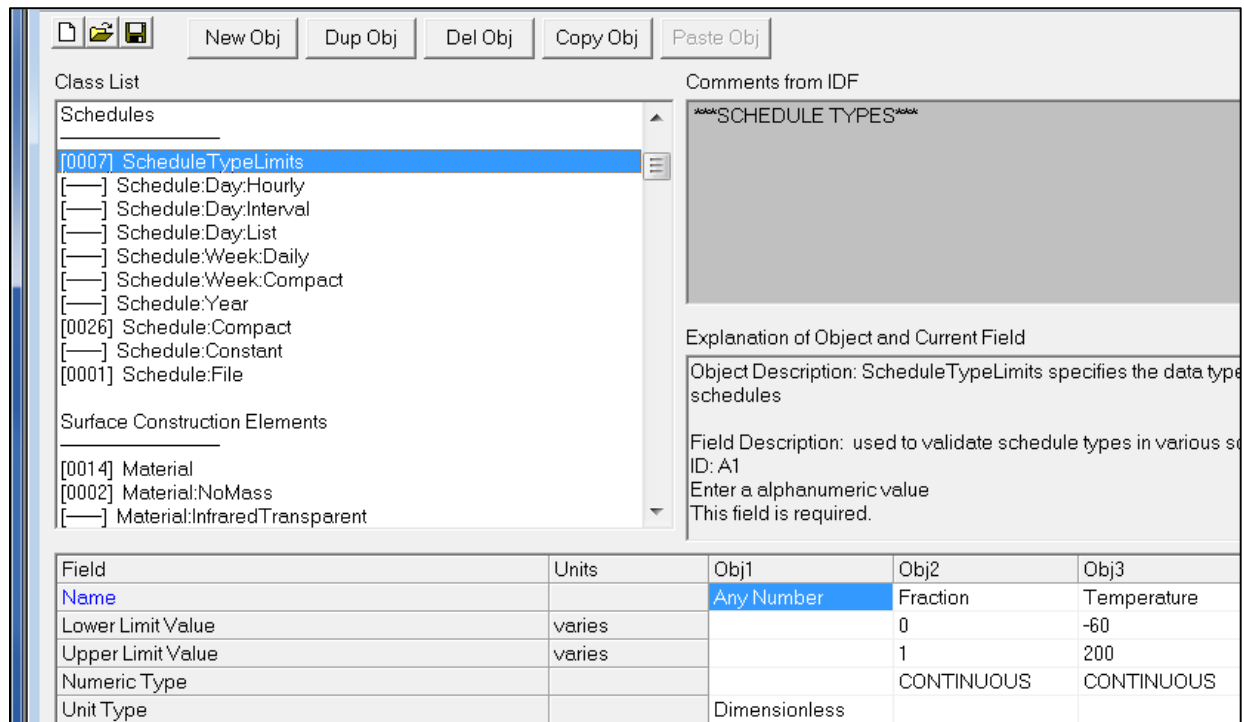 New Obj Dup Obj Del Obj Copy Obj Paste Obj
Class List
Schedules
[0007] ScheduleTypeLimits
[——] Schedule:Day:Hourly
[——] Schedule:Day:Interval
[——] Schedule:Day:List
[——] Schedule:Week:Daily
[——] Schedule:Week:Compact
[——] Schedule:Year
[0026] Schedule:Compact
[——] Schedule:Constant
[0001] Schedule:File
Surface Construction Elements
[0014] Material
[0002] Material:NoMass
[——] Material:InfraredTransparent
Comments from IDF
***SCHEDULE TYPES***
Explanation of Object and Current Field
Object Description: ScheduleTypeLimits specifies the data type
schedules
Field Description: used to validate schedule types in various
ID: A1
Enter a alphanumeric value
This field is required.
Field Units Obj1 Obj2 Obj3
Name Any Number Fraction Temperature
Lower Limit Value varies 0 -60
Upper Limit Value varies 1 200
Numeric Type CONTINUOUS CONTINUOUS
Unit Type Dimensionless